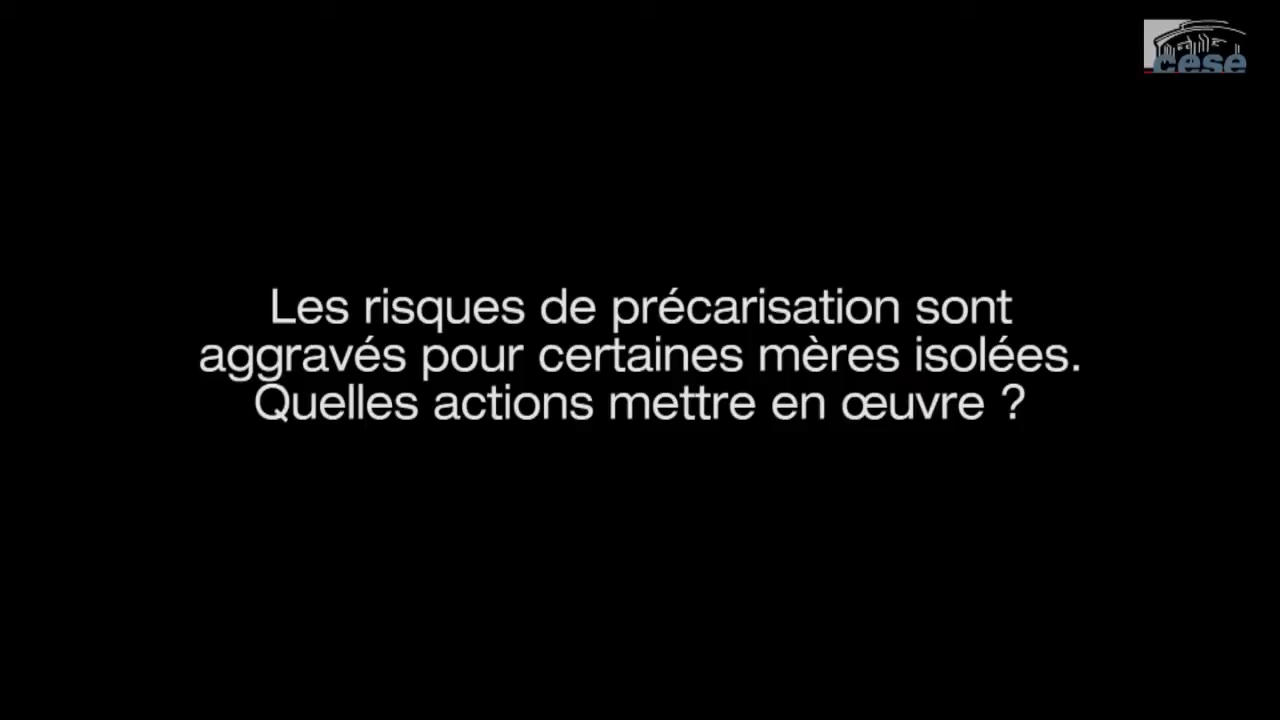 cese
Les risques de précarisation sont
aggravés pour certaines mères isolées.
Quelles actions mettre en œuvre ?